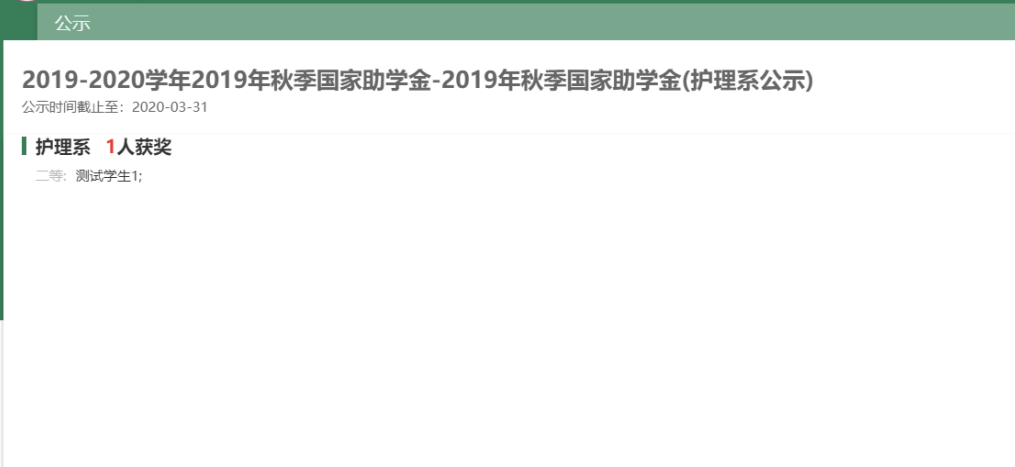 公示
2019-2020学年2019年秋季国家助学金-2019年秋季国家助学金(护理系公示)
公示时间截止至：2020-03-31
护理系 1人获奖
二等: 测试学生1;